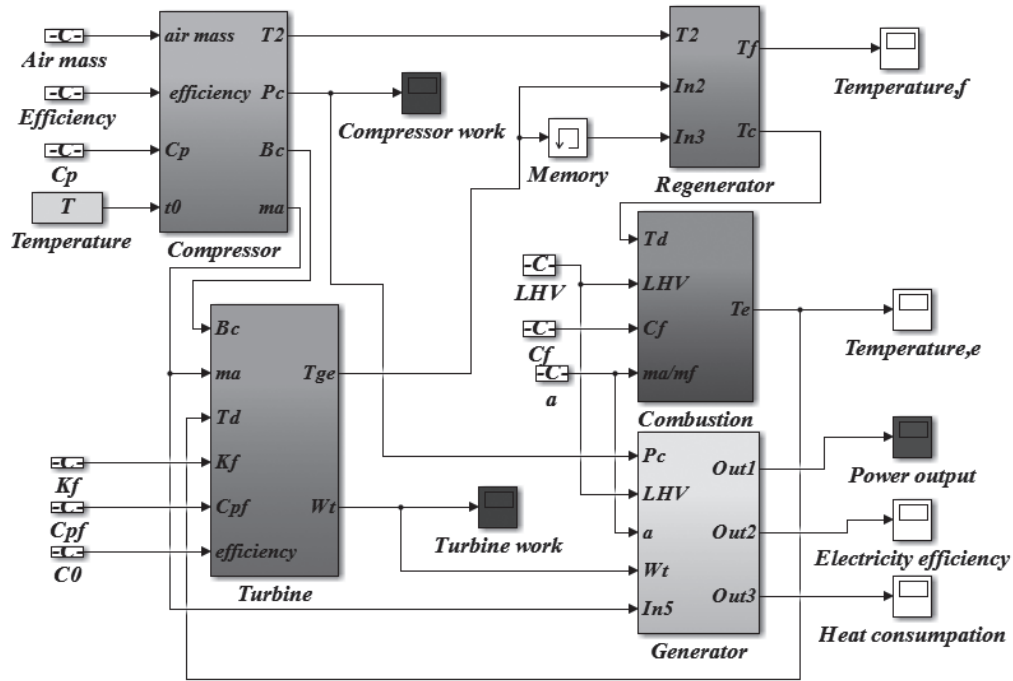 -C-
Air mass
-C-
Efficiency
-C-
Cp
T
Temperature
air mass
efficiency
Cp
t0
T2
Pc
Bc
ma
Compressor
Compressor work
Memory
T2
In2
In3
Tf
Tc
Regenerator
Temperature,f
-C-
LHV
-C-
Cf
-C-
a
Td
LHV
Cf
ma/mf
Te
Combustion
Temperature,e
-C-
Kf
-C-
Cpf
-C-
C0
Bc
ma
Td
Kf
Cpf
efficiency
Tge
Wt
Turbine
Turbine work
Pc
LHV
a
Wt
In5
Out1
Out2
Out3
Generator
Power output
Electricity efficiency
Heat consumpation